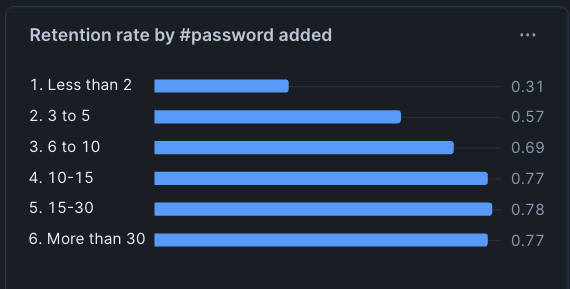 Retention rate by #password added
1. Less than 2 0.31
2. 3 to 5 0.57
3. 6 to 10 0.69
4. 10-15 0.77
5. 15-30 0.78
6. More than 30 0.77